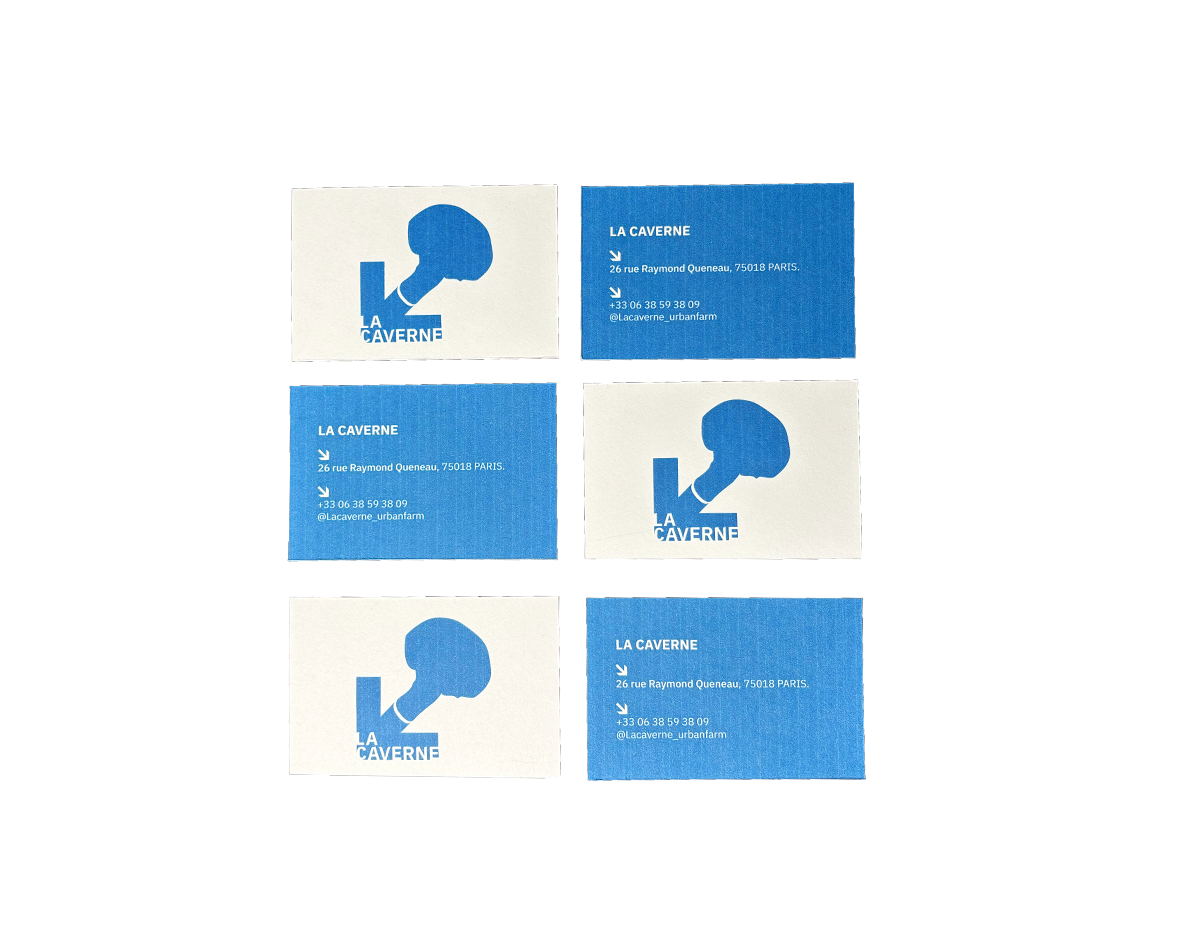 LA
CAVERNE
LA CAVERNE
26 rue Raymond Queneau, 75018 PARIS.
+33 06 38 59 38 09
@Lacaverne_urbanfarm
LA CAVERNE
26 rue Raymond Queneau, 75018 PARIS.
+33 06 38 59 38 09
@Lacaverne_urbanfarm
LA
CAVERNE
LA
CAVERNE
LA CAVERNE
26 rue Raymond Queneau, 75018 PARIS.
+33 06 38 59 38 09
@Lacaverne_urbanfarm